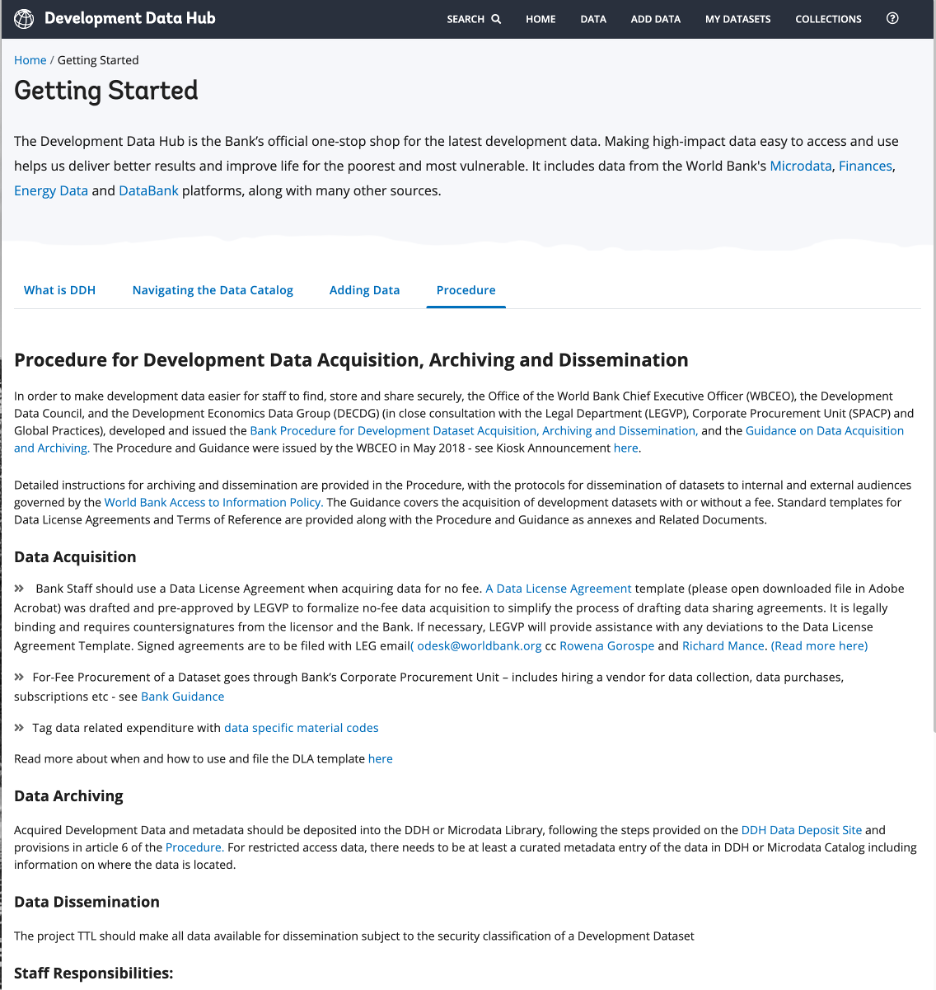 Development Data Hub
SEARCH HOME DATA ADD DATA MY DATASETS COLLECTIONS ?
Home / Getting Started
Getting Started
The Development Data Hub is the Bank's official one-stop shop for the latest development data. Making high-impact data easy to access and use
helps us deliver better results and improve life for the poorest and most vulnerable. It includes data from the World Bank's Microdata, Finances,
Energy Data and DataBank platforms, along with many other sources.
What is DDH Navigating the Data Catalog Adding Data Procedure
Procedure for Development Data Acquisition, Archiving and Dissemination
In order to make development data easier for staff to find, store and share securely, the Office of the World Bank Chief Executive Officer (WBCEO), the Development
Data Council, and the Development Economics Data Group (DECDG) (in close consultation with the Legal Department (LEGVP), Corporate Procurement Unit (SPACP) and
Global Practices), developed and issued the Bank Procedure for Development Dataset Acquisition, Archiving and Dissemination, and the Guidance on Data Acquisition
and Archiving. The Procedure and Guidance were issued by the WBCEO in May 2018 - see Kiosk Announcement here.
Detailed instructions for archiving and dissemination are provided in the Procedure, with the protocols for dissemination of datasets to internal and external audiences
governed by the World Bank Access to Information Policy. The Guidance covers the acquisition of development datasets with or without a fee. Standard templates for
Data License Agreements and Terms of Reference are provided along with the Procedure and Guidance as annexes and Related Documents.
Data Acquisition
» Bank Staff should use a Data License Agreement when acquiring data for no fee. A Data License Agreement template (please open downloaded file in Adobe
Acrobat) was drafted and pre-approved by LEGVP to formalize no-fee data acquisition to simplify the process of drafting data sharing agreements. It is legally
binding and requires countersignatures from the licensor and the Bank. If necessary, LEGVP will provide assistance with any deviations to the Data License
Agreement Template. Signed agreements are to be filed with LEG email( odesk@worldbank.org cc Rowena Gorospe and Richard Mance. (Read more here)
» For-Fee Procurement of a Dataset goes through Bank's Corporate Procurement Unit – includes hiring a vendor for data collection, data purchases,
subscriptions etc - see Bank Guidance
» Tag data related expenditure with data specific material codes
Read more about when and how to use and file the DLA template here
Data Archiving
Acquired Development Data and metadata should be deposited into the DDH or Microdata Library, following the steps provided on the DDH Data Deposit Site and
provisions in article 6 of the Procedure. For restricted access data, there needs to be at least a curated metadata entry of the data in DDH or Microdata Catalog including
information on where the data is located.
Data Dissemination
The project TTL should make all data available for dissemination subject to the security classification of a Development Dataset
Staff Responsibilities: